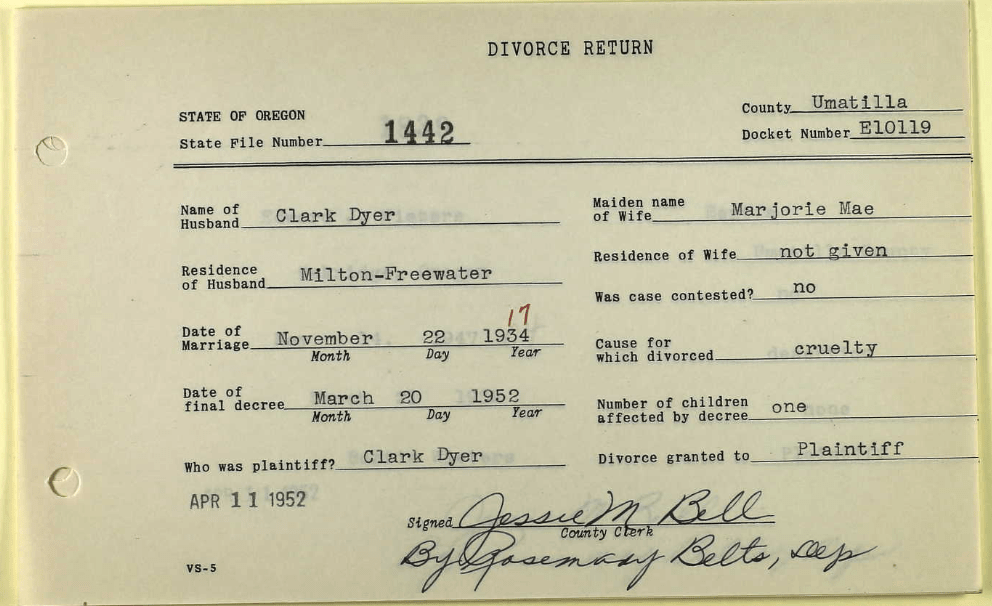 DIVORCE RETURN
STATE OF OREGON
County Umatilla
State File Number 1442
Docket Number E10119
Name of Husband Clark Dyer
Maiden name of Wife Marjorie Mae
Residence of Wife not given
Residence of Husband Milton-Freewater
Was case contested? no
17
Date of Marriage November 22 1934
Month Day Year
Cause for which divorced cruelty
Date of final decree March 20 1952
Month Day Year
Number of children affected by decree one
Who was plaintiff? Clark Dyer
Divorce granted to Plaintiff
APR 11 1952
Signed Jessie M Bell
County Clerk
By Rosemary Belts, Dep
VS-5